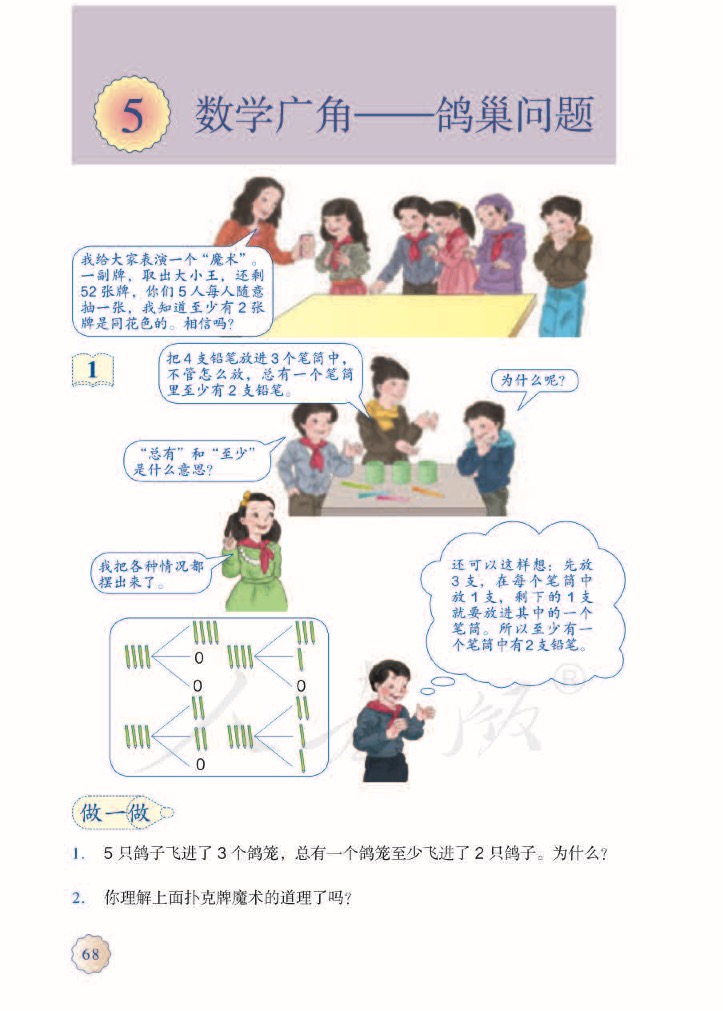 5 数学广角——鸽巢问题
我给大家表演一个“魔术”。
一副牌，取出大小王，还剩
52张牌，你们5人每人随意
抽一张，我知道至少有2张
牌是同花色的。相信吗？
1
把4支铅笔放进3个笔筒中，
不管怎么放，总有一个笔筒
里至少有2支铅笔。
为什么呢？
“总有”和“至少”
是什么意思？
我把各种情况都
摆出来了。
还可以这样想：先放
3支，在每个笔筒中
放1支，剩下的1支
就要放进其中的一个
笔筒。所以至少有一
个笔筒中有2支铅笔。
0
0
0
0
人教版
®
做一做
1. 5只鸽子飞进了3个鸽笼，总有一个鸽笼至少飞进了2只鸽子。为什么？
2. 你理解上面扑克牌魔术的道理了吗？
68